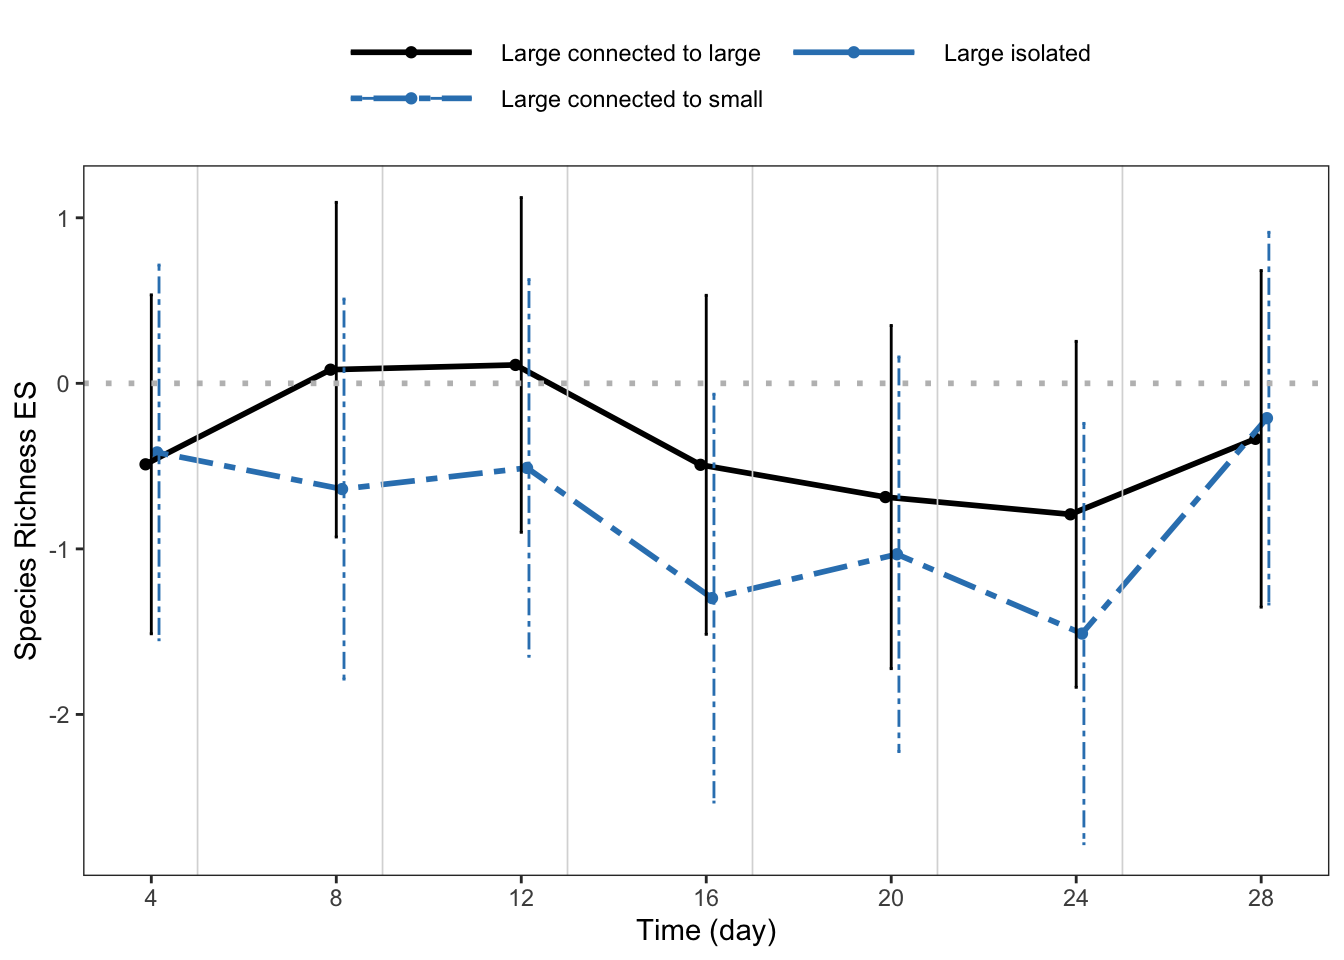 Large connected to large
Large isolated
Large connected to small
Species Richness ES
1
0
-1
-2
4 8 12 16 20 24 28
Time (day)